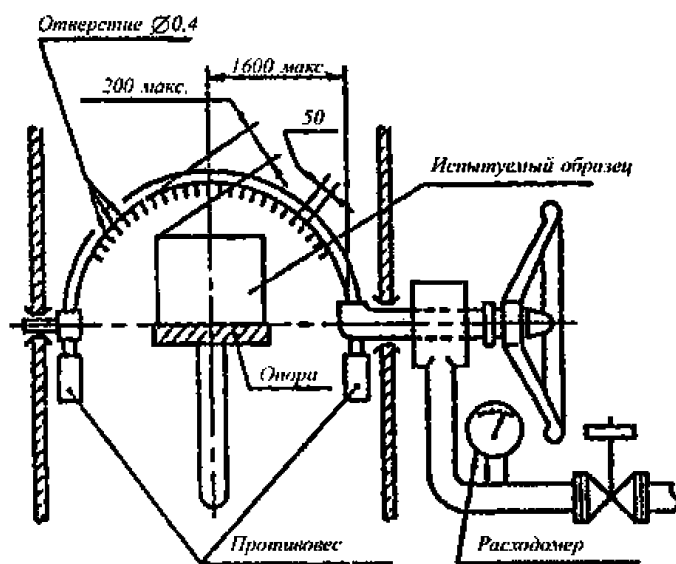 Отверстие Ø0,4
1600 макс.
200 макс.
50
Испытуемый образец
Опора
Противовес
Расходомер